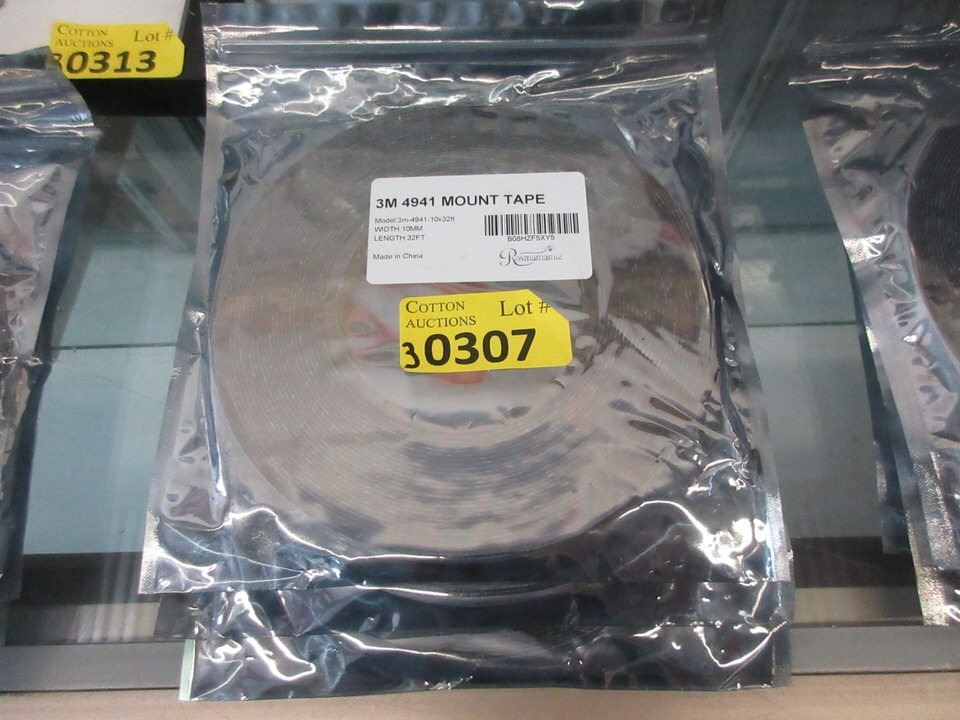 COTTON Lot #
AUCTIONS
30313
3M 4941 MOUNT TAPE
Model:3m-4941-10x32ft
WIDTH:10MM
LENGTH:32FT
B08HZFSXY5
Made in China
Rosmamamia
COTTON Lot #
AUCTIONS
30307